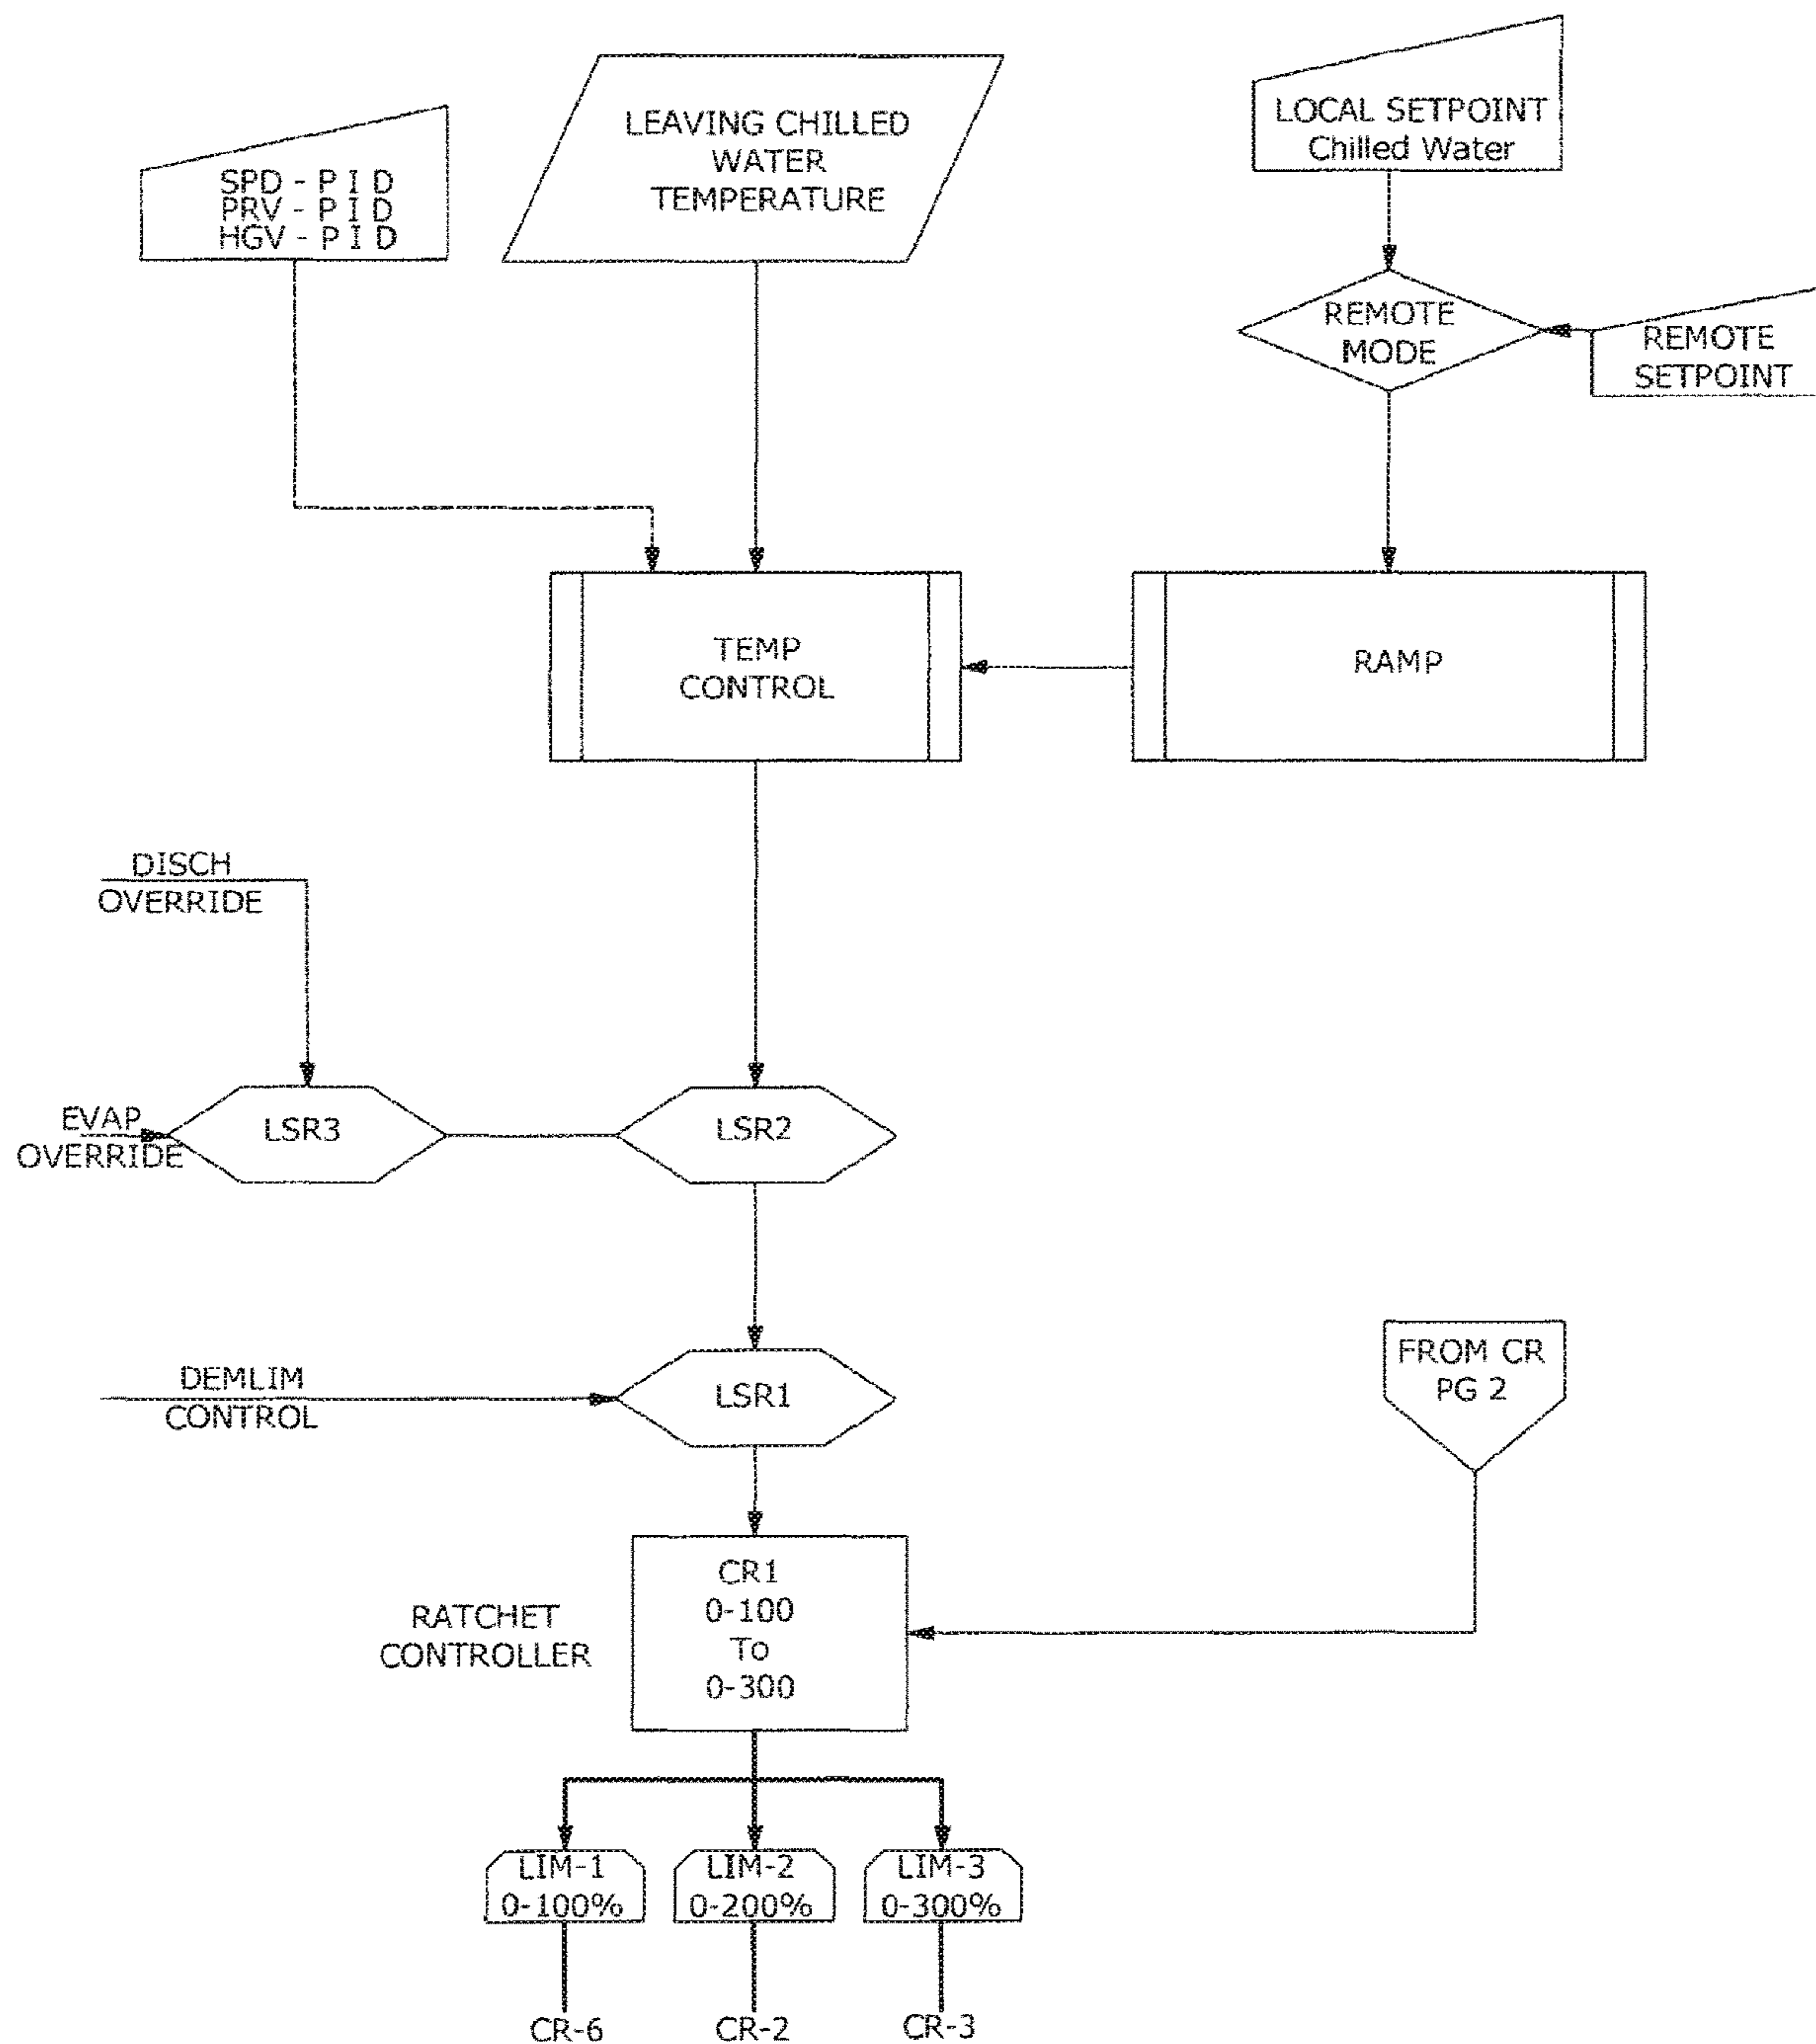 SPD - P I D
PRV - P I D
HGV - P I D
LEAVING CHILLED
WATER
TEMPERATURE
LOCAL SETPOINT
Chilled Water
REMOTE
MODE
REMOTE
SETPOINT
TEMP
CONTROL
RAMP
DISCH
OVERRIDE
EVAP
OVERRIDE
LSR3
LSR2
DEMLIM
CONTROL
LSR1
FROM CR
PG 2
RATCHET
CONTROLLER
CR1
0-100
To
0-300
LIM-1
0-100%
LIM-2
0-200%
LIM-3
0-300%
CR-6
CR-2
CR-3